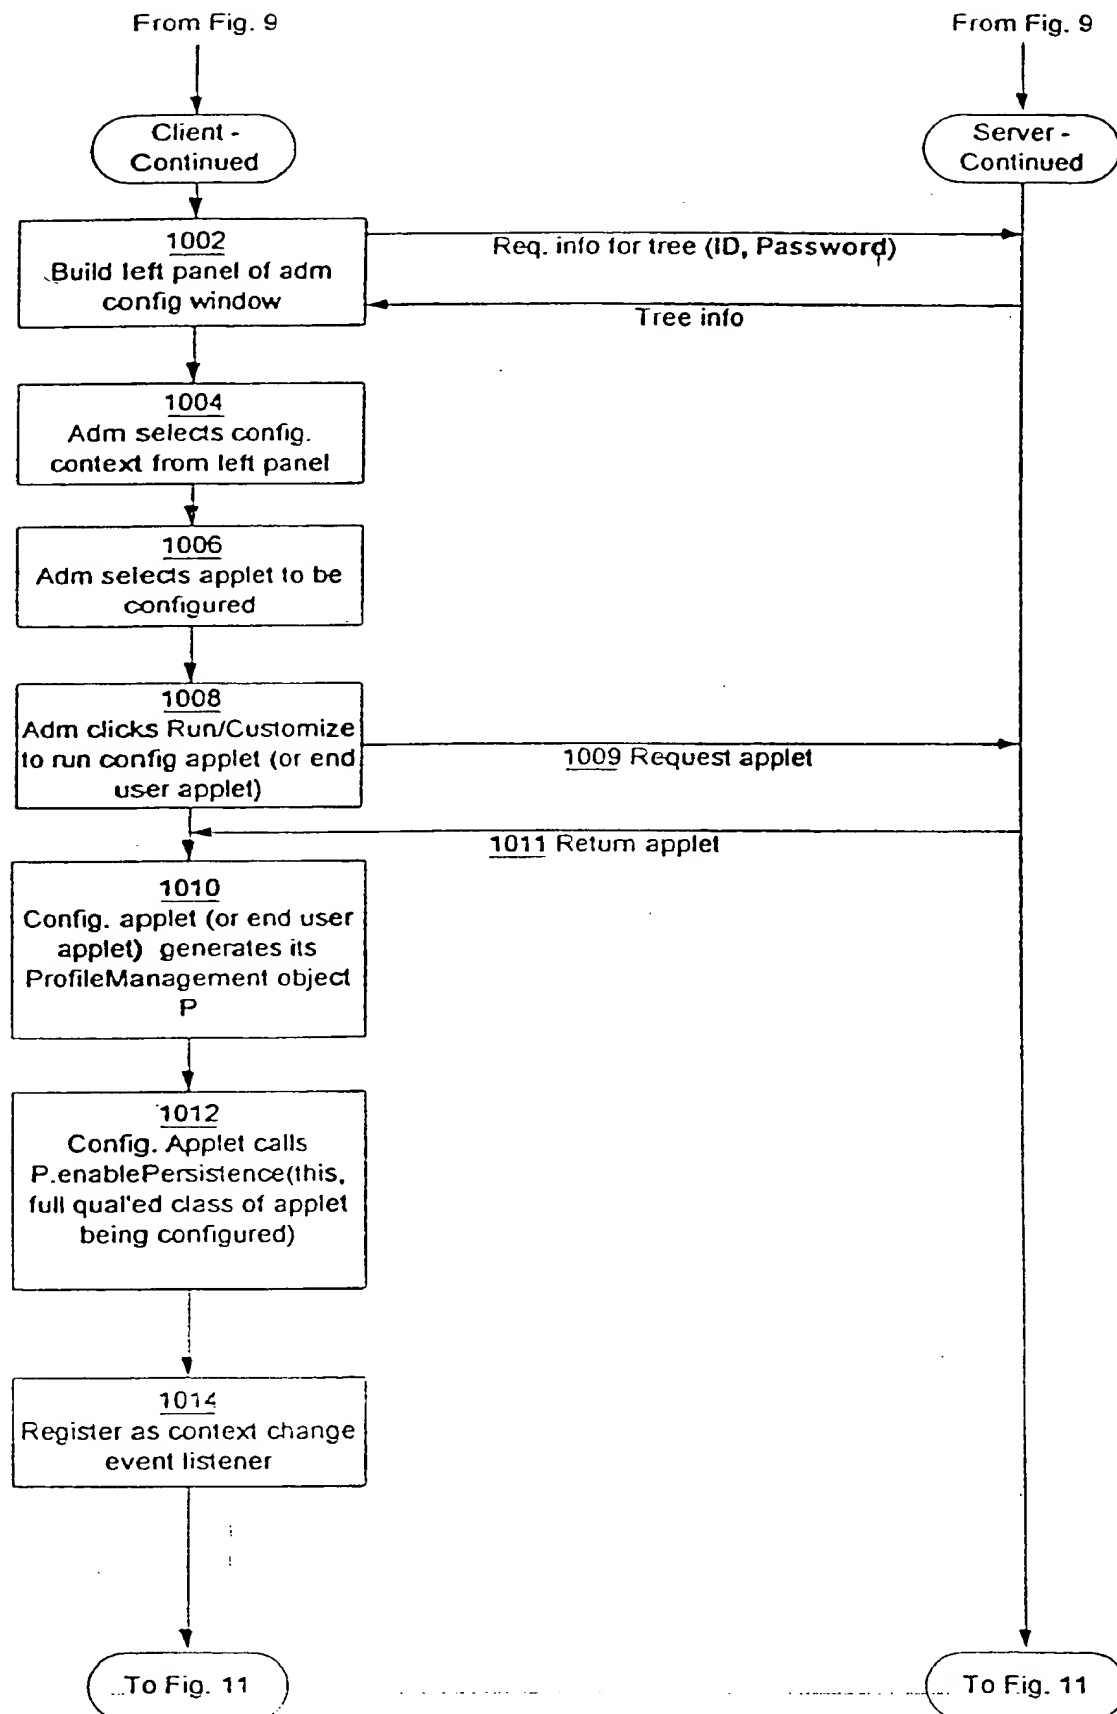 From Fig. 9
From Fig. 9
Client -
Continued
Server -
Continued
1002
Build left panel of adm
config window
Req. info for tree (ID, Password)
Tree info
1004
Adm selects config.
context from left panel
1006
Adm selects applet to be
configured
1008
Adm clicks Run/Customize
to run config applet (or end
user applet)
1009 Request applet
1011 Return applet
1010
Config. applet (or end user
applet) generates its
ProfileManagement object
P
1012
Config. Applet calls
P.enablePersistence(this,
full qual'ed class of applet
being configured)
1014
Register as context change
event listener
To Fig. 11
To Fig. 11